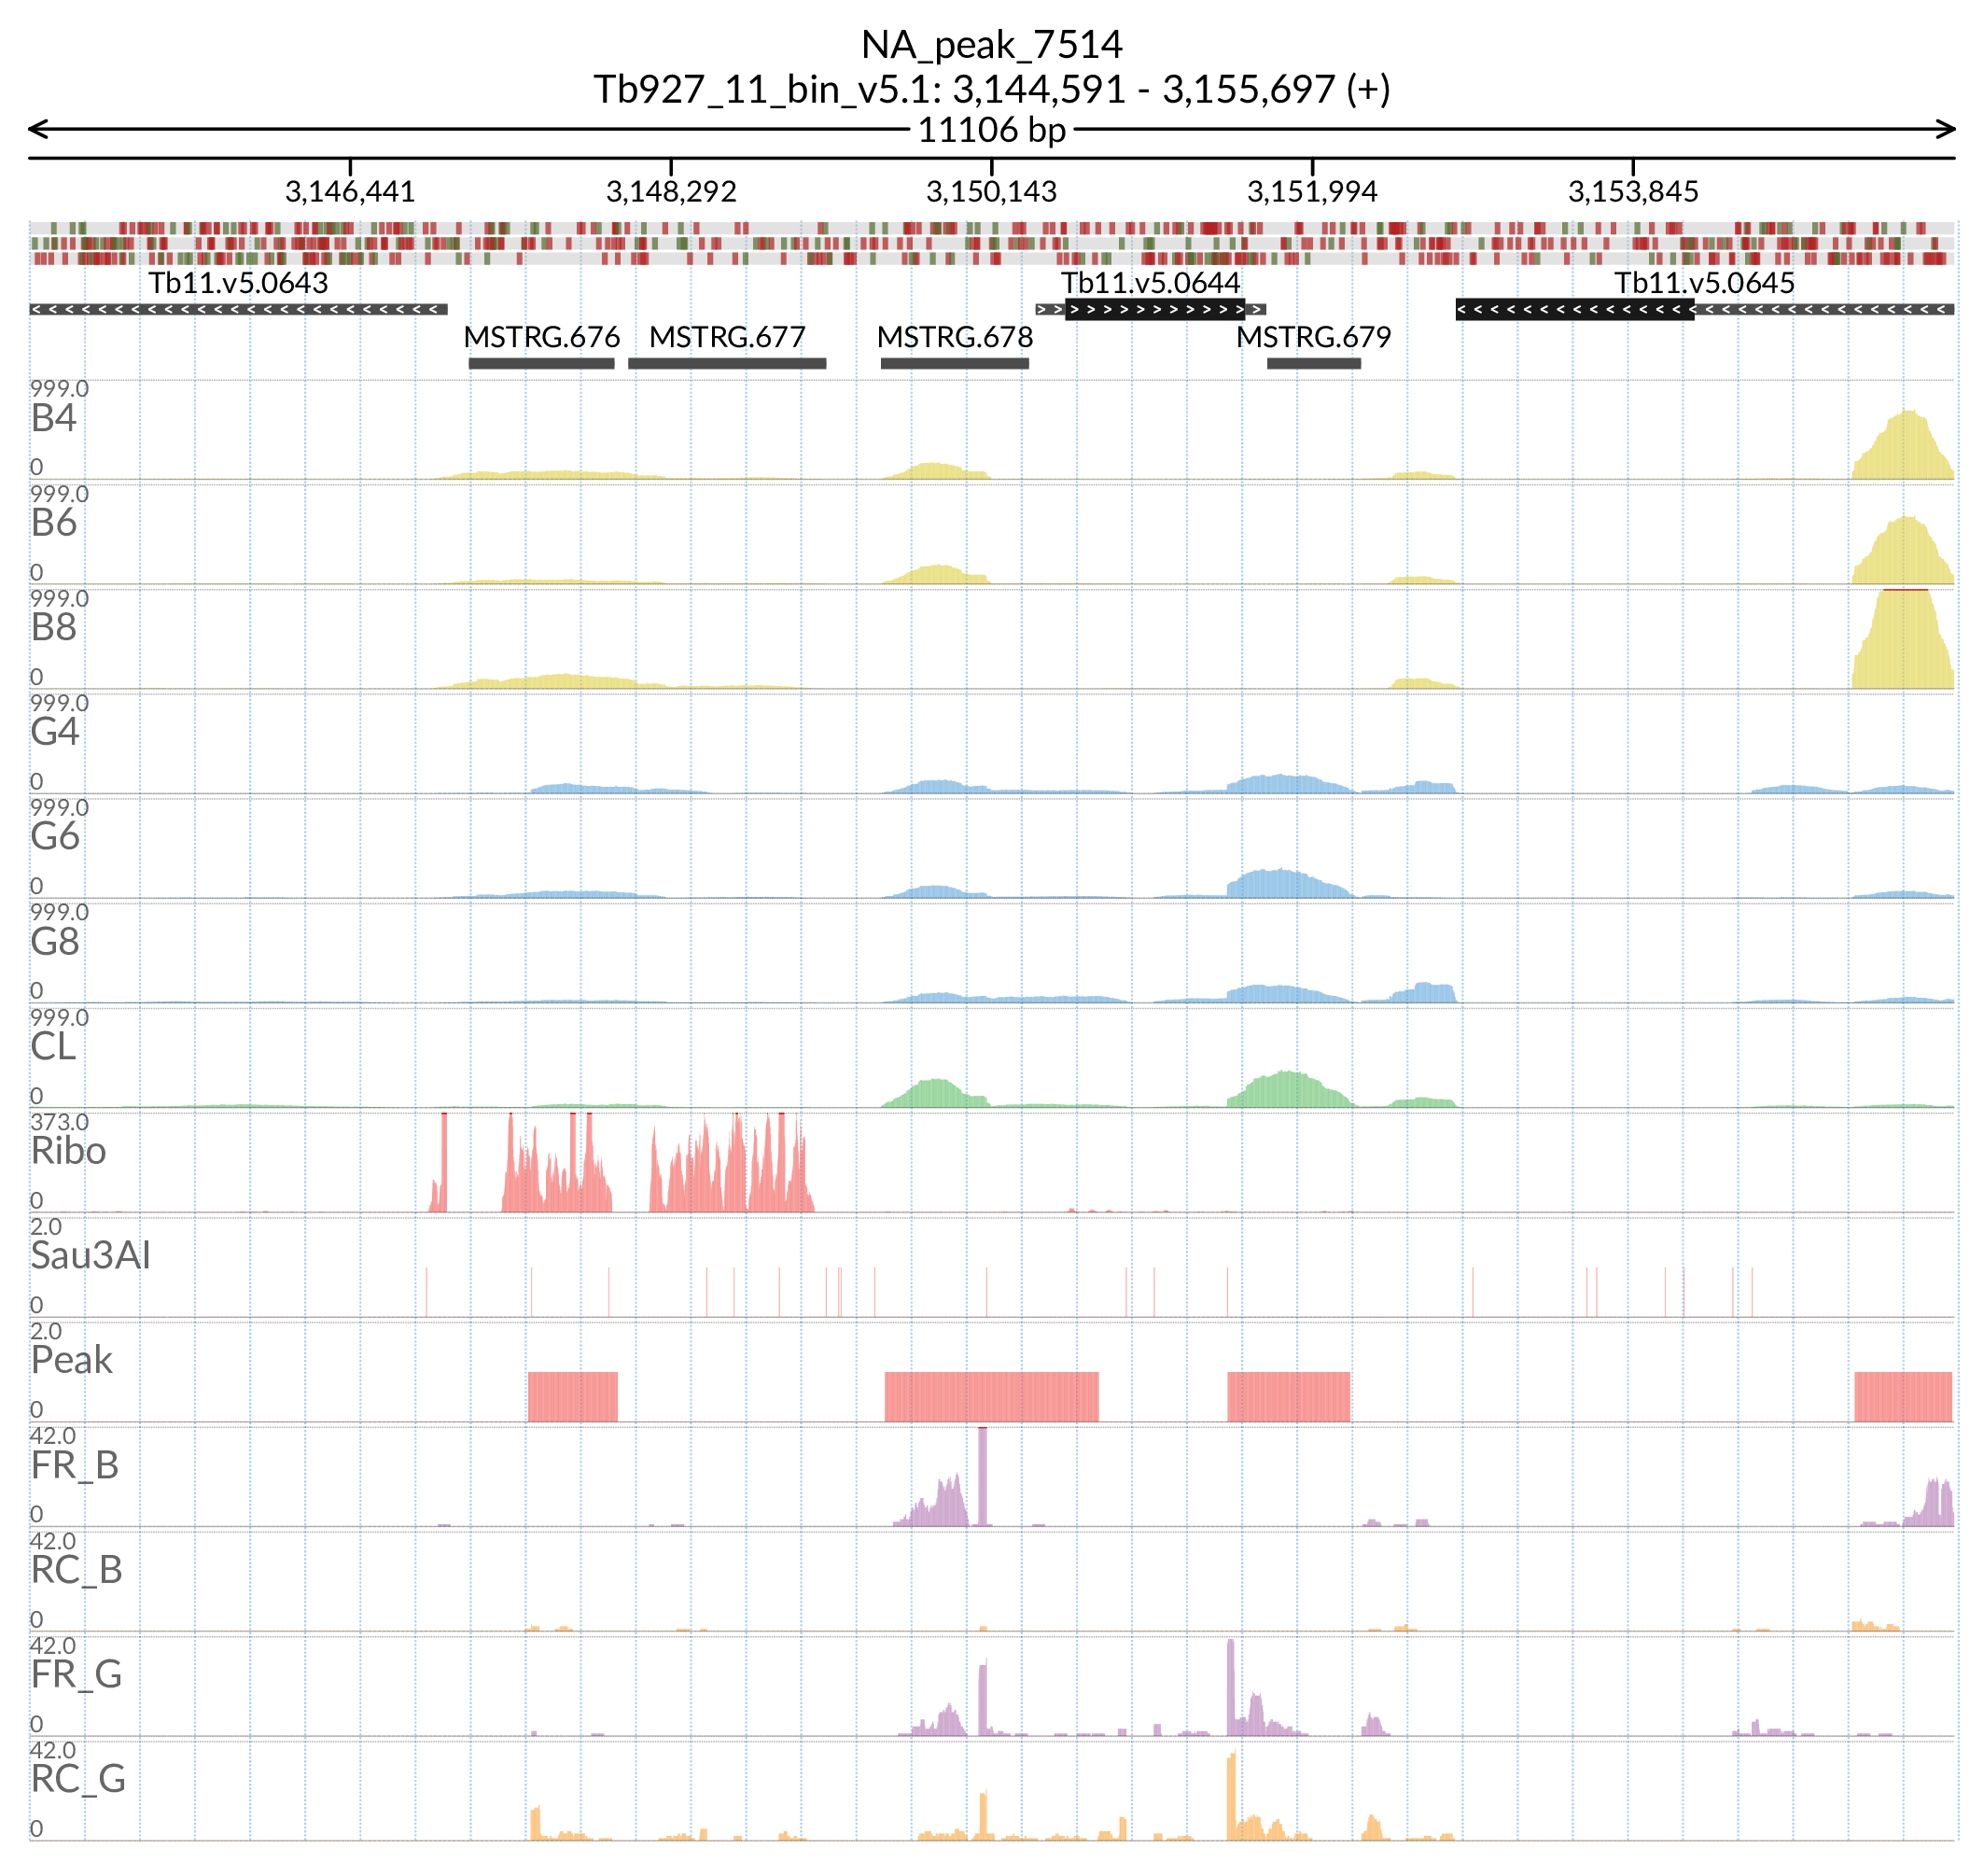 NA_peak_7514
Tb927_11_bin_v5.1: 3,144,591 - 3,155,697 (+)
11106 bp
3,146,441 3,148,292 3,150,143 3,151,994 3,153,845
Tb11.v5.0643 Tb11.v5.0644 Tb11.v5.0645
MSTRG.676 MSTRG.677 MSTRG.678 MSTRG.679
999.0
B4
0
999.0
B6
0
999.0
B8
0
999.0
G4
0
999.0
G6
0
999.0
G8
0
999.0
CL
0
373.0
Ribo
0
2.0
Sau3AI
0
2.0
Peak
0
42.0
FR_B
0
42.0
RC_B
0
42.0
FR_G
0
42.0
RC_G
0